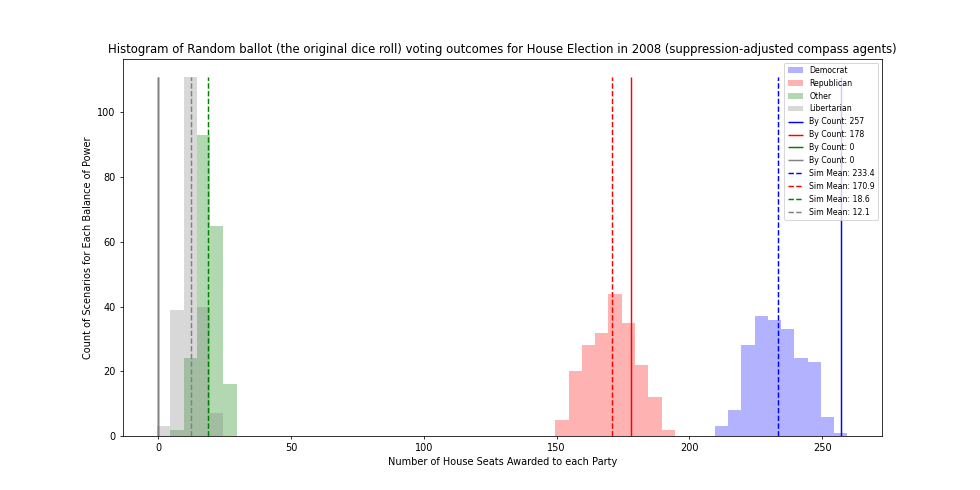 Histogram of Random ballot (the original dice roll) voting outcomes for House Election in 2008 (suppression-adjusted compass agents)
Democrat
Republican
Other
Libertarian
By Count: 257
By Count: 178
By Count: 0
By Count: 0
Sim Mean: 233.4
Sim Mean: 170.9
Sim Mean: 18.6
Sim Mean: 12.1
Count of Scenarios for Each Balance of Power
100
80
60
40
20
0
0 50 100 150 200 250
Number of House Seats Awarded to each Party